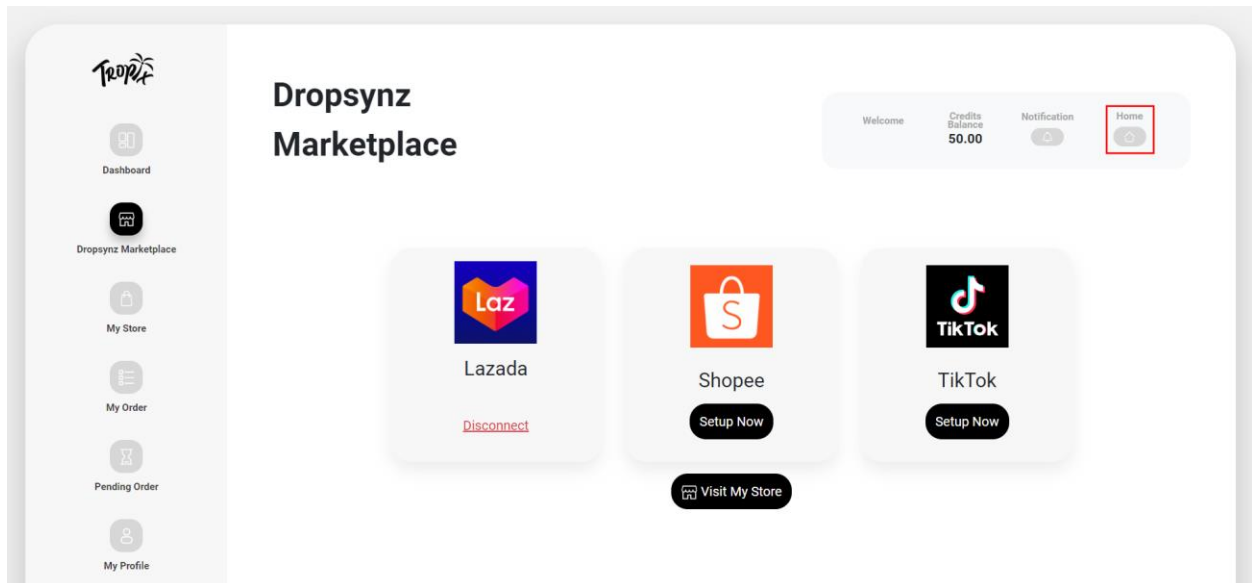 Tropix
Dashboard
Dropsynz Marketplace
My Store
My Order
Pending Order
My Profile
Dropsynz
Marketplace
Welcome
Credits
Balance
50.00
Notification
Home
Laz
Lazada
Disconnect
S
Shopee
Setup Now
TikTok
TikTok
Setup Now
Visit My Store